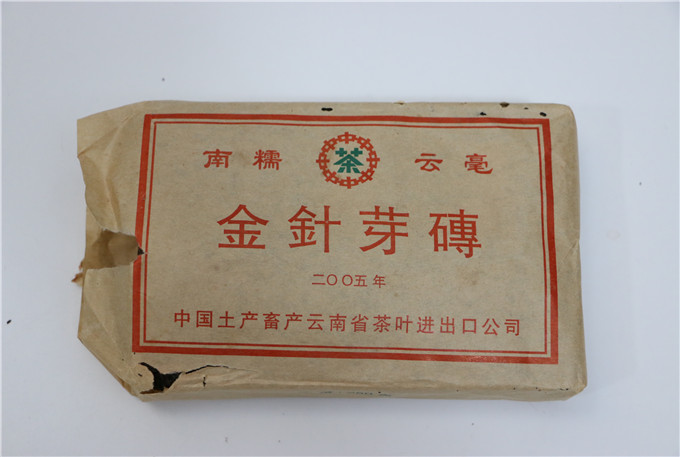 南糯 茶 云毫
金針芽磚
二〇〇五年
中国土产畜产云南省茶叶进出口公司